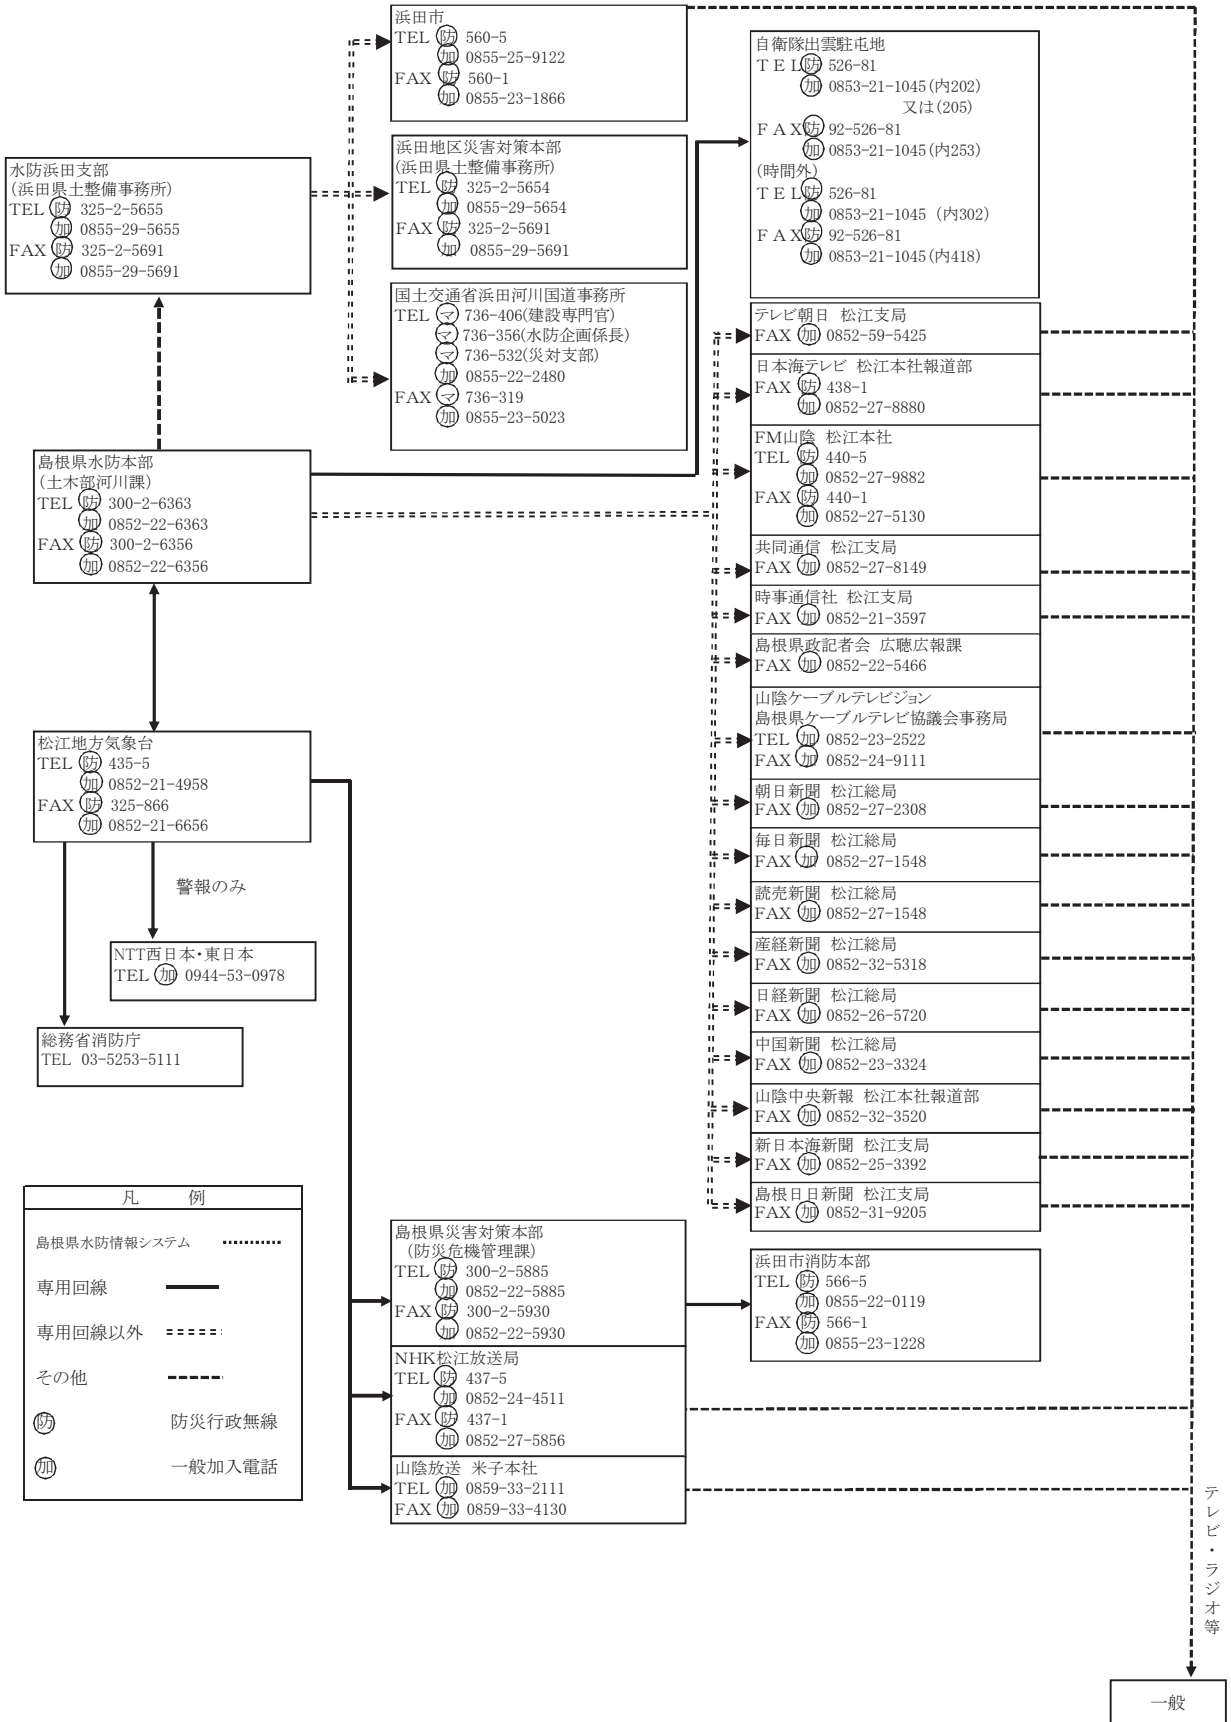 浜田市
TEL 防 560-5
加 0855-25-9122
FAX 防 560-1
加 0855-23-1866
自衛隊出雲駐屯地
TEL 防 526-81
加 0853-21-1045(内202)
又は(205)
FAX 防 92-526-81
加 0853-21-1045(内253)
(時間外)
TEL 防 526-81
加 0853-21-1045 (内302)
FAX 防 92-526-81
加 0853-21-1045(内418)
浜田地区災害対策本部
(浜田県土整備事務所)
TEL 防 325-2-5654
加 0855-29-5654
FAX 防 325-2-5691
加 0855-29-5691
水防浜田支部
(浜田県土整備事務所)
TEL 防 325-2-5655
加 0855-29-5655
FAX 防 325-2-5691
加 0855-29-5691
国土交通省浜田河川国道事務所
TEL マ 736-406(建設専門官)
マ 736-356(水防企画係長)
マ 736-532(災対支部)
加 0855-22-2480
FAX マ 736-319
加 0855-23-5023
島根県水防本部
(土木部河川課)
TEL 防 300-2-6363
加 0852-22-6363
FAX 防 300-2-6356
加 0852-22-6356
テレビ朝日 松江支局
FAX 加 0852-59-5425
日本海テレビ 松江本社報道部
FAX 防 438-1
加 0852-27-8880
FM山陰 松江本社
TEL 防 440-5
加 0852-27-9882
FAX 防 440-1
加 0852-27-5130
共同通信 松江支局
FAX 加 0852-27-8149
時事通信社 松江支局
FAX 加 0852-21-3597
島根県政記者会 広聴広報課
FAX 加 0852-22-5466
山陰ケーブルテレビジョン
島根県ケーブルテレビ協議会事務局
TEL 加 0852-23-2522
FAX 加 0852-24-9111
朝日新聞 松江総局
FAX 加 0852-27-2308
毎日新聞 松江総局
FAX 加 0852-27-1548
読売新聞 松江総局
FAX 加 0852-27-1548
産経新聞 松江総局
FAX 加 0852-32-5318
日経新聞 松江総局
FAX 加 0852-26-5720
中国新聞 松江総局
FAX 加 0852-23-3324
山陰中央新報 松江本社報道部
FAX 加 0852-32-3520
新日本海新聞 松江支局
FAX 加 0852-25-3392
島根日日新聞 松江支局
FAX 加 0852-31-9205
松江地方気象台
TEL 防 435-5
加 0852-21-4958
FAX 防 325-866
加 0852-21-6656
警報のみ
NTT西日本・東日本
TEL 加 0944-53-0978
総務省消防庁
TEL 03-5253-5111
凡 例
島根県水防情報システム
専用回線
専用回線以外
その他
防 防災行政無線
加 一般加入電話
島根県災害対策本部
(防災危機管理課)
TEL 防 300-2-5885
加 0852-22-5885
FAX 防 300-2-5930
加 0852-22-5930
NHK松江放送局
TEL 防 437-5
加 0852-24-4511
FAX 防 437-1
加 0852-27-5856
山陰放送 米子本社
TEL 加 0859-33-2111
FAX 加 0859-33-4130
浜田市消防本部
TEL 防 566-5
加 0855-22-0119
FAX 防 566-1
加 0855-23-1228
テレビ・ラジオ等
一般